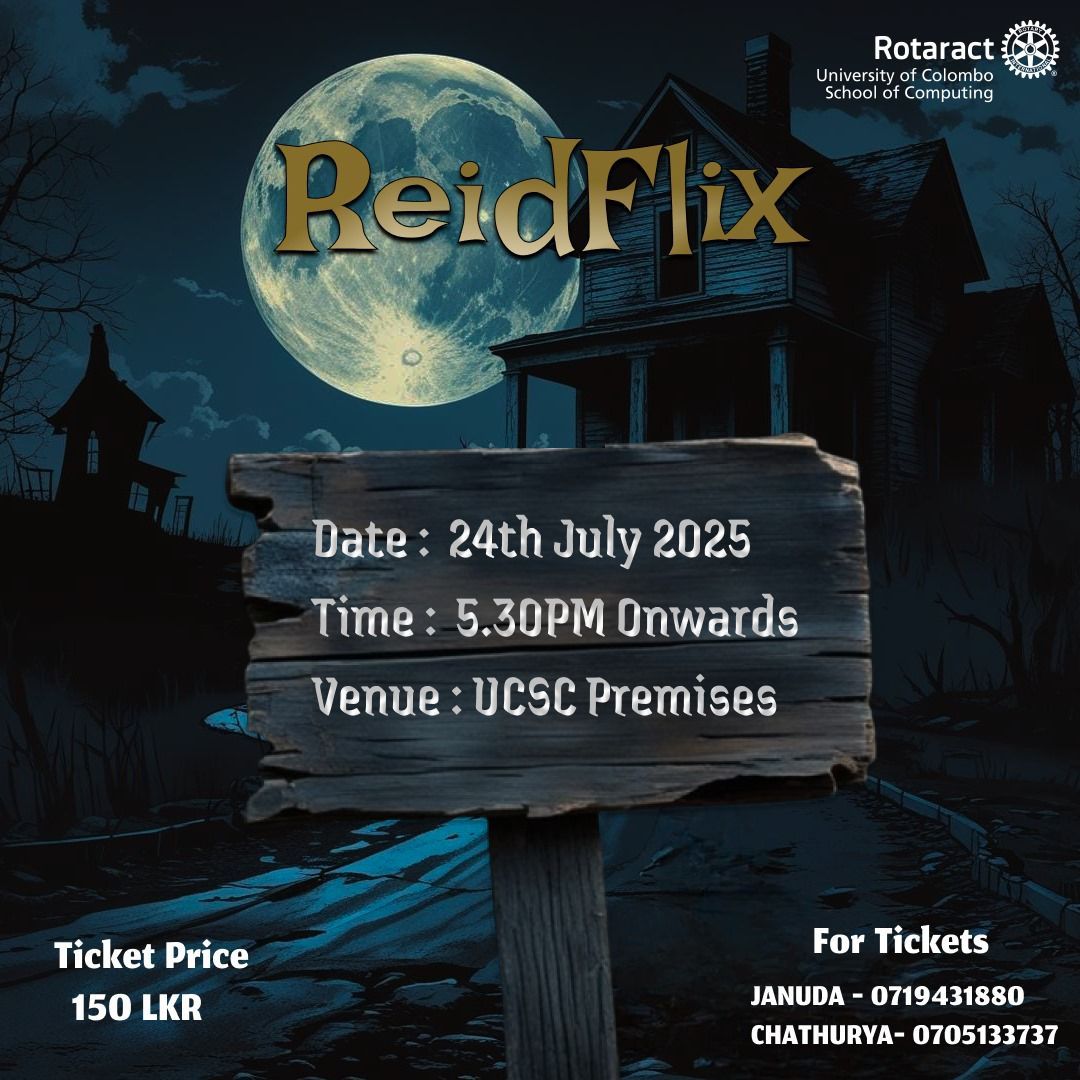 Rotaract
University of Colombo
School of Computing
ReidFlix
Date : 24th July 2025
Time : 5.30PM Onwards
Venue : UCSC Premises
Ticket Price
150 LKR
For Tickets
JANUDA - 0719431880
CHATHURYA- 0705133737